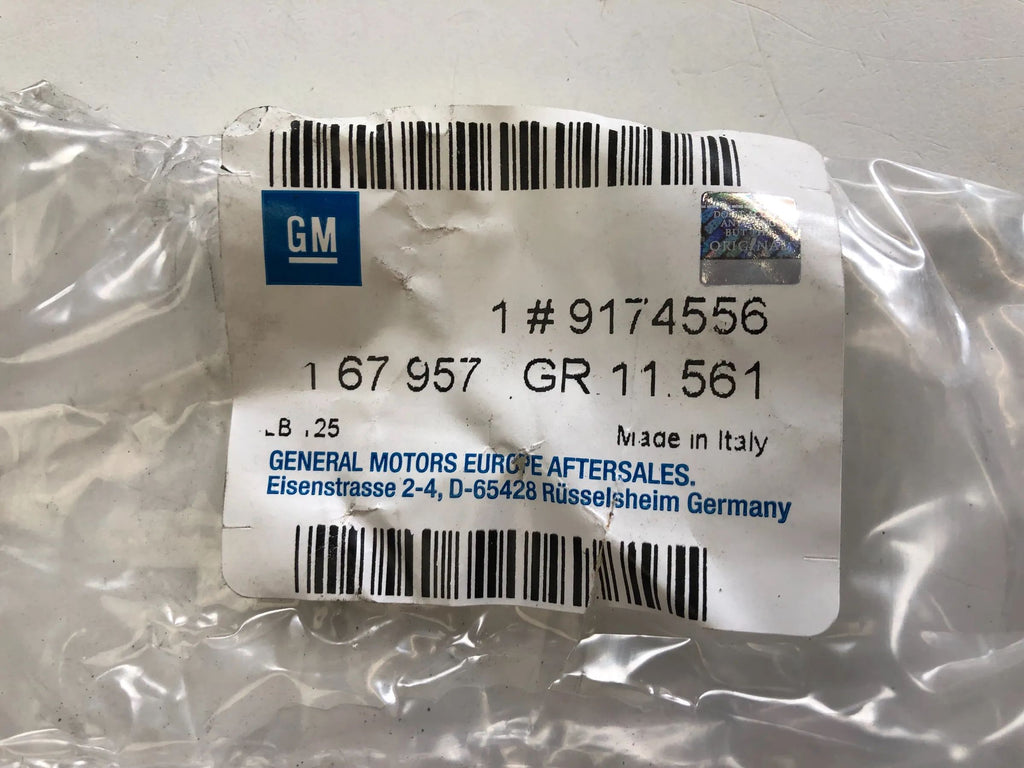 GM
ORIGINAL
1 # 9174556
1 67 957 GR. 11.561
Made in Italy
GENERAL MOTORS EUROPE AFTERSALES.
Eisenstrasse 2-4, D-65428 Rüsselsheim Germany